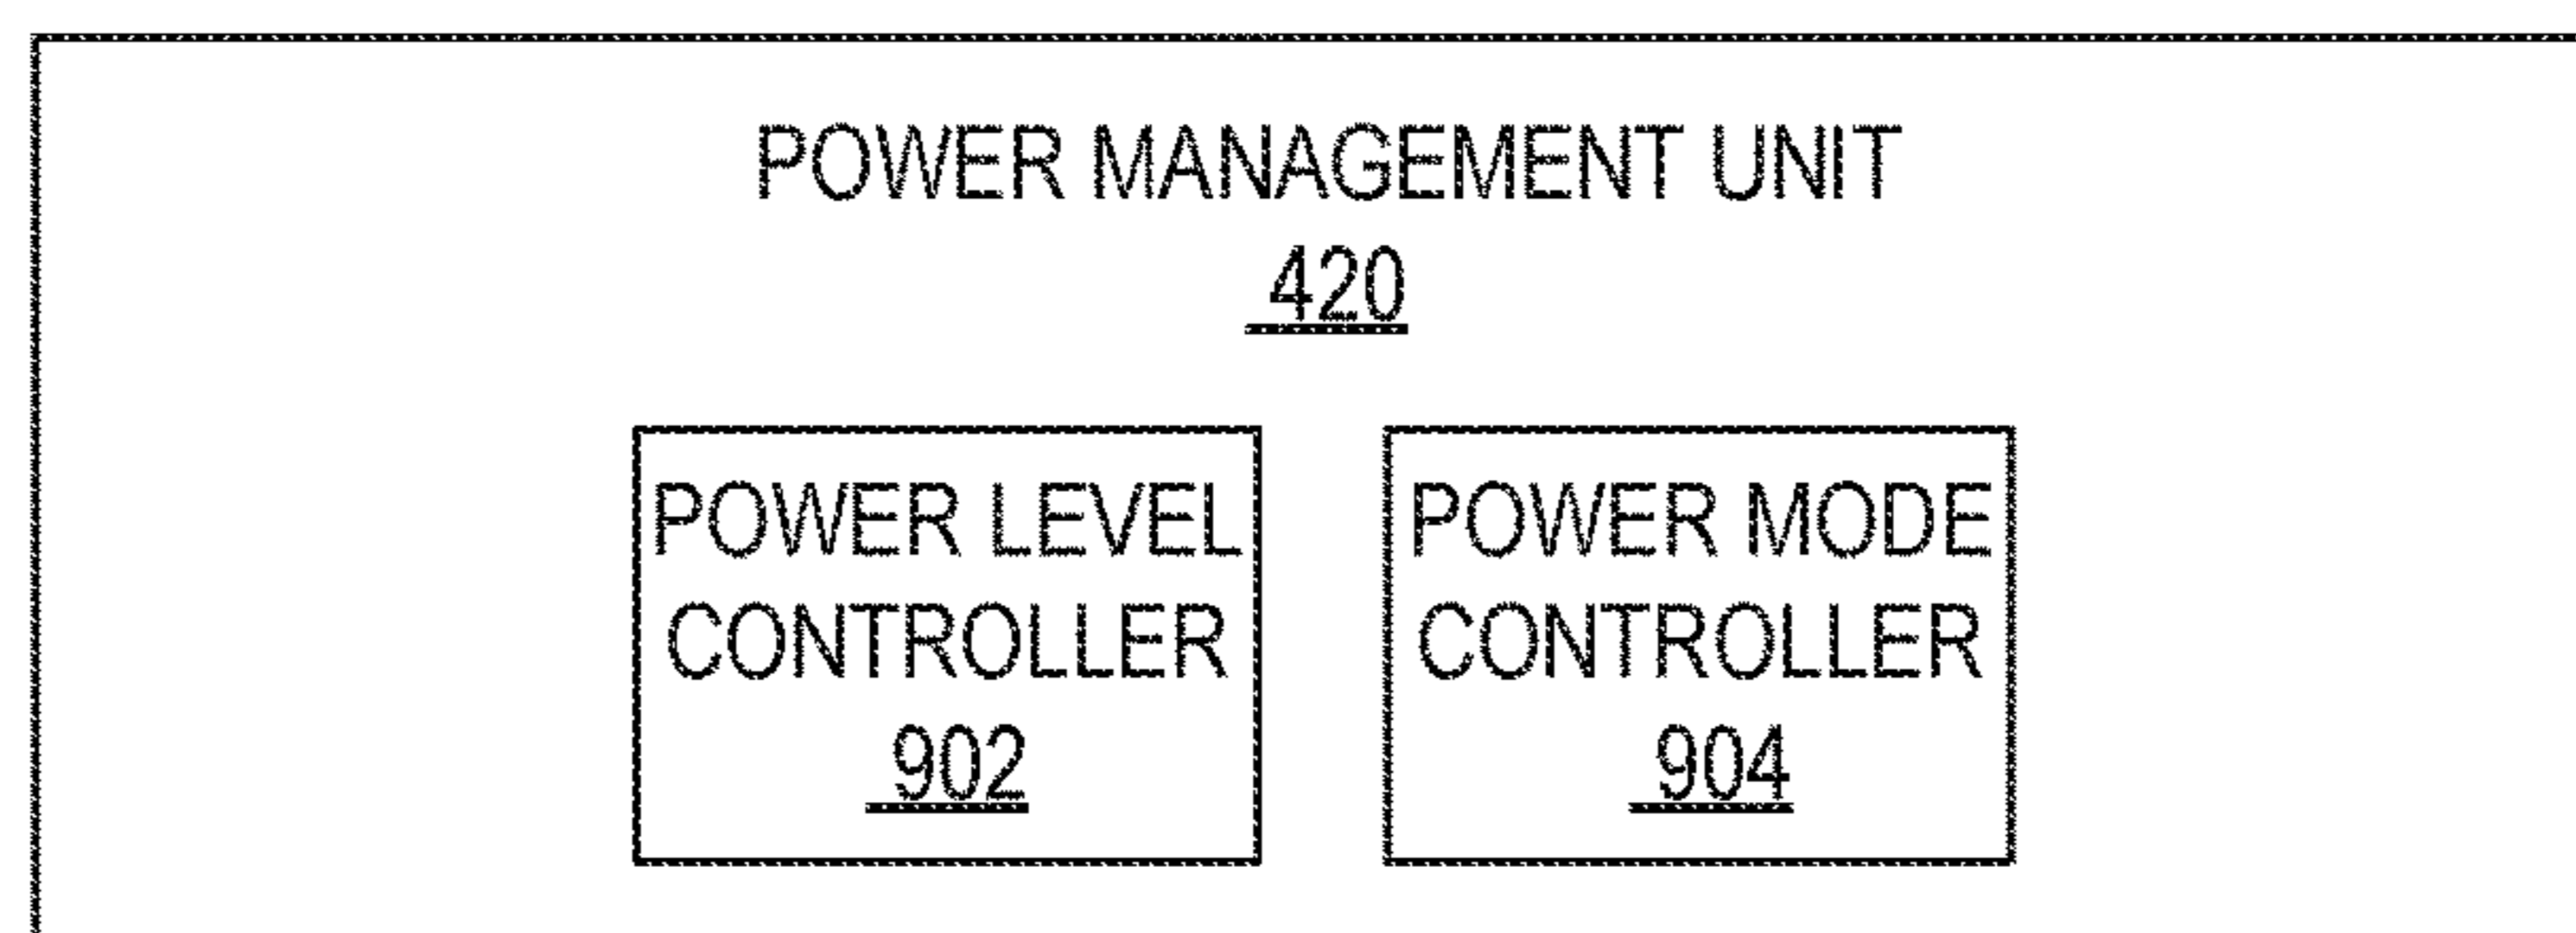 POWER MANAGEMENT UNIT
420
POWER LEVEL
CONTROLLER
902
POWER MODE
CONTROLLER
904